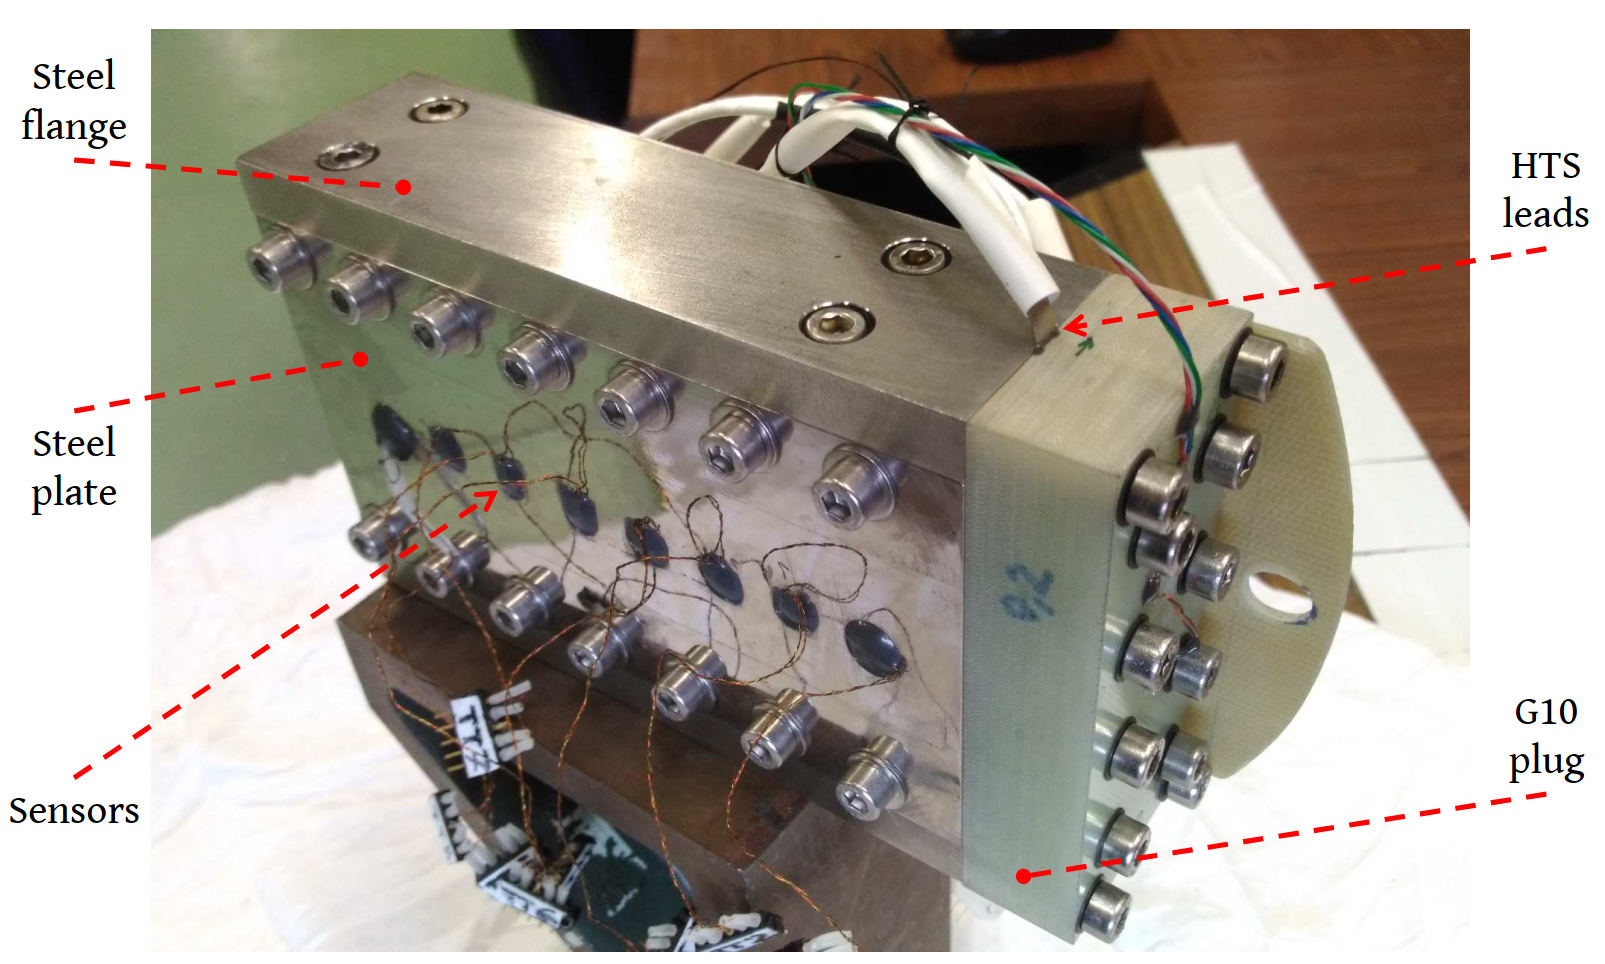 Steel
flange
HTS
leads
Steel
plate
Sensors
G10
plug